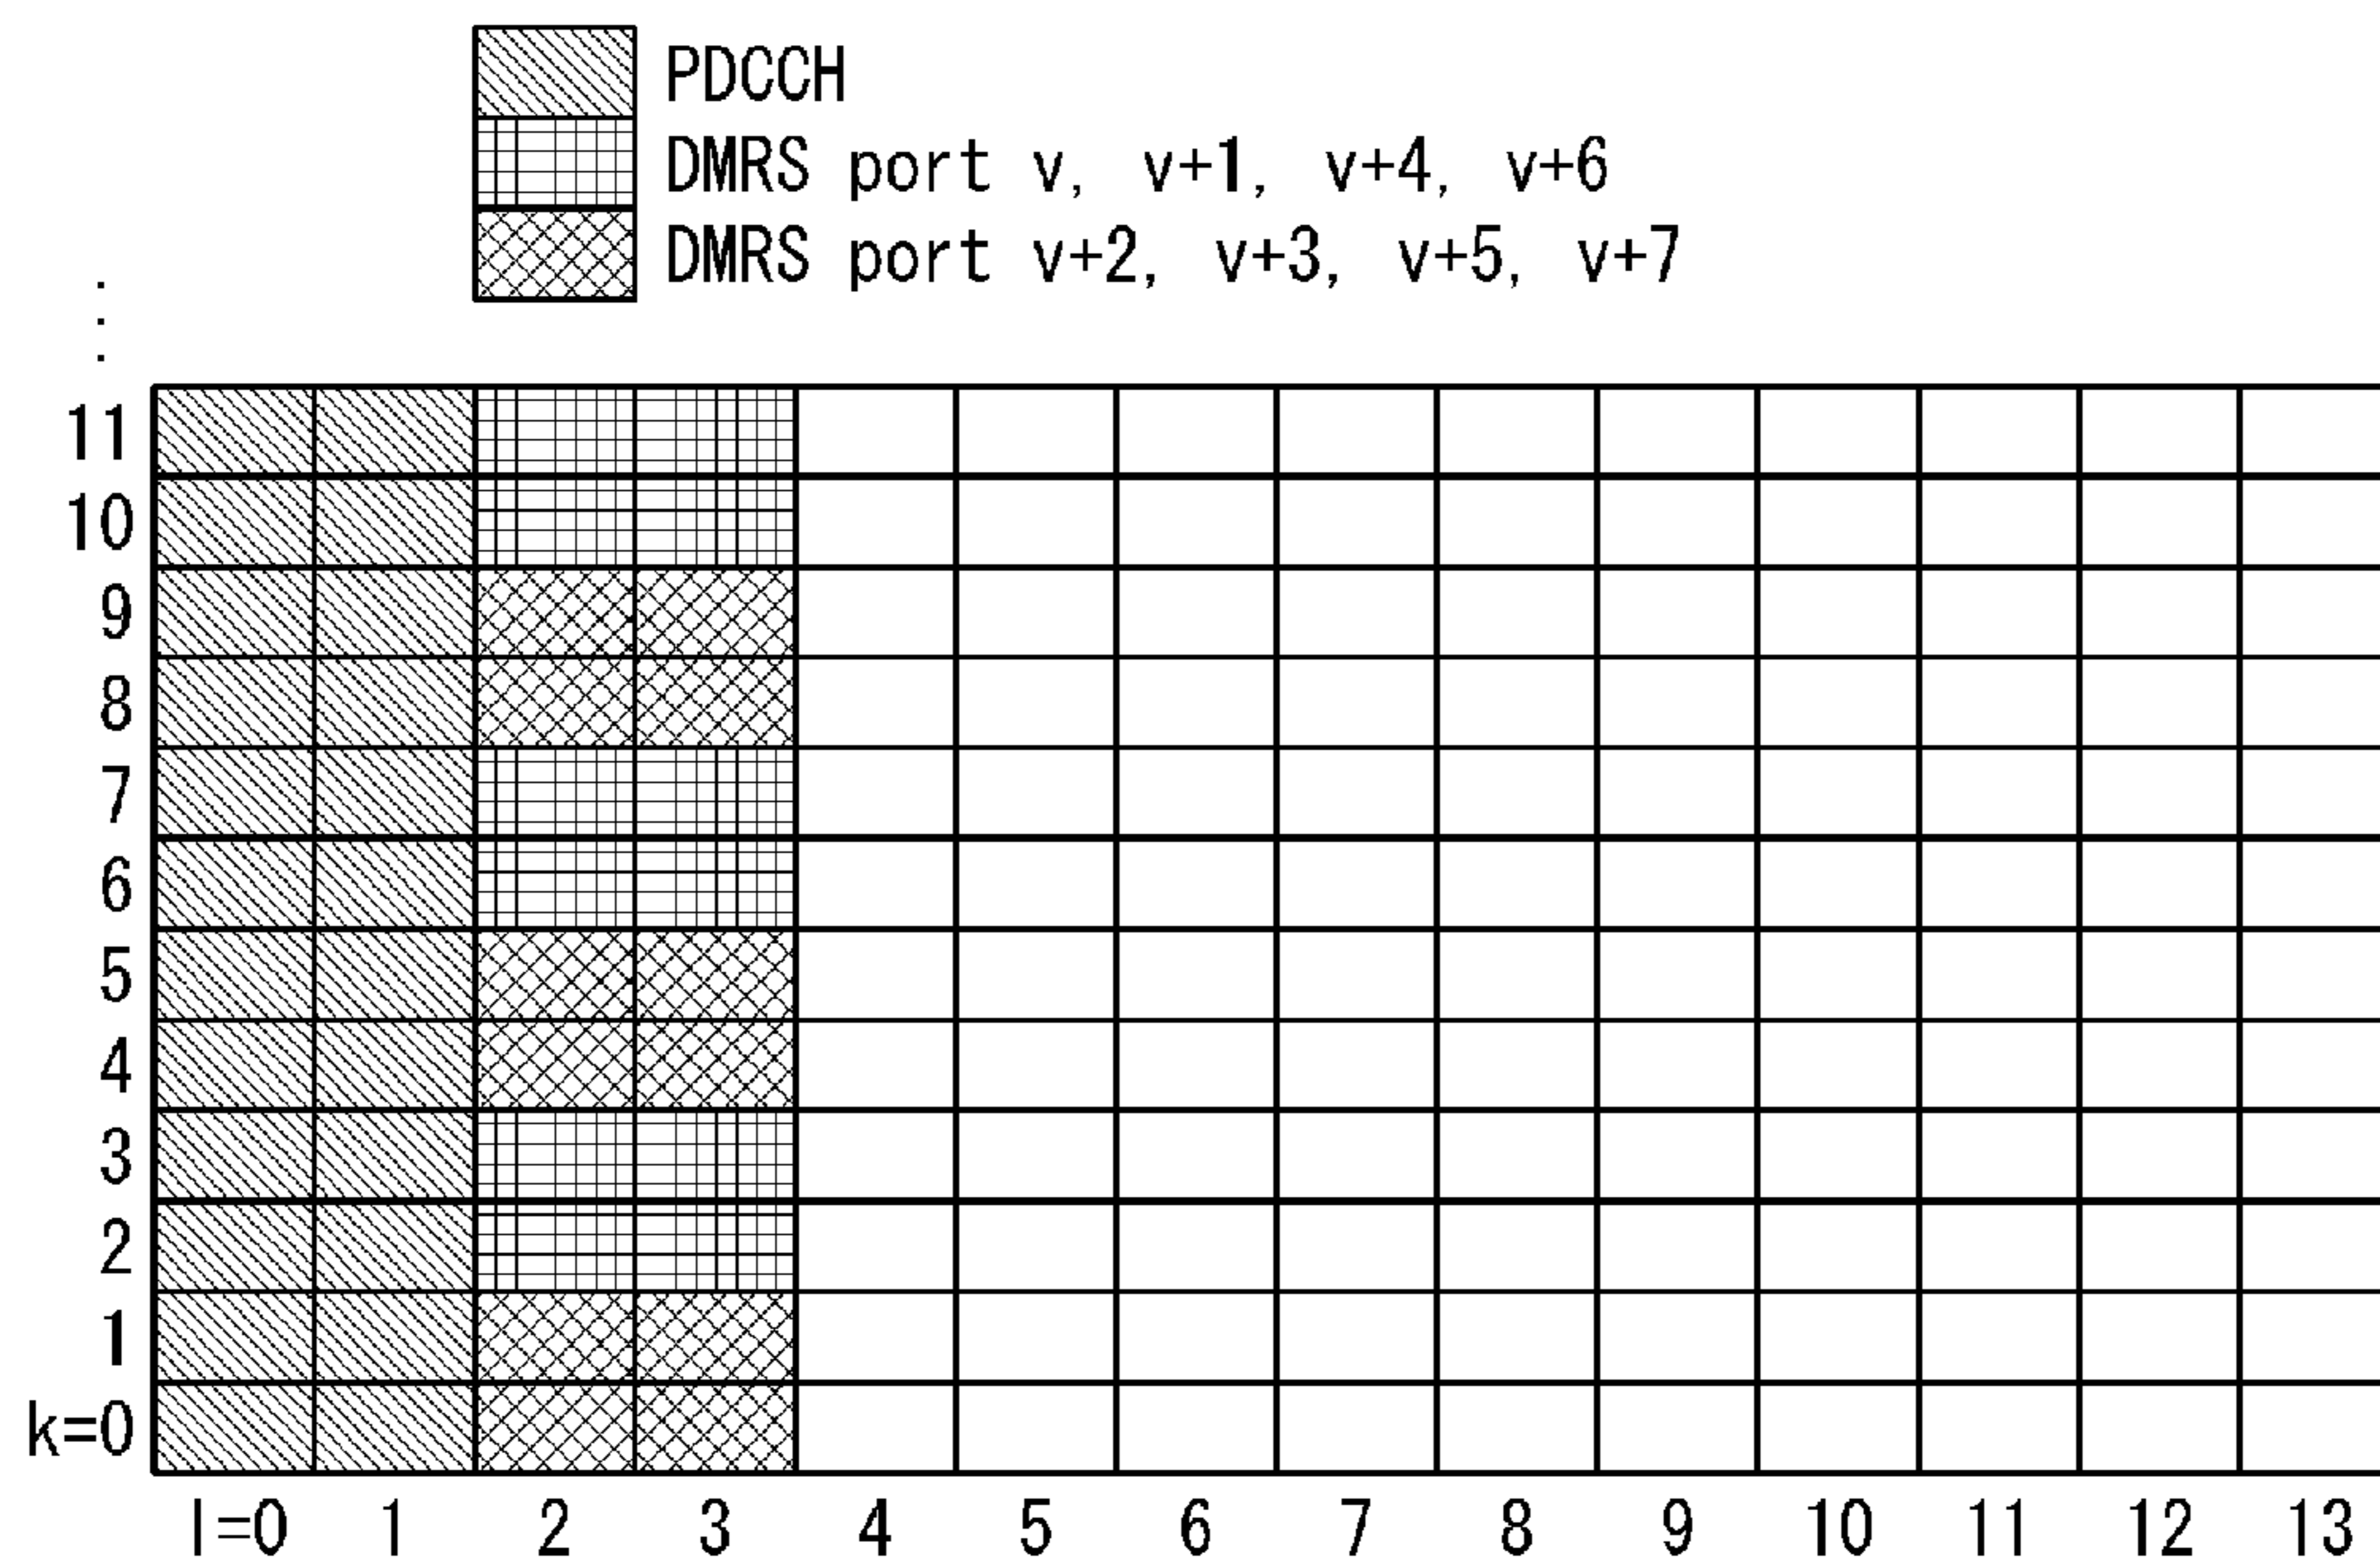 PDCCH
DMRS port v, v+1, v+4, v+6
DMRS port v+2, v+3, v+5, v+7
11
10
9
8
7
6
5
4
3
2
1
k=0
l=0 1 2 3 4 5 6 7 8 9 10 11 12 13